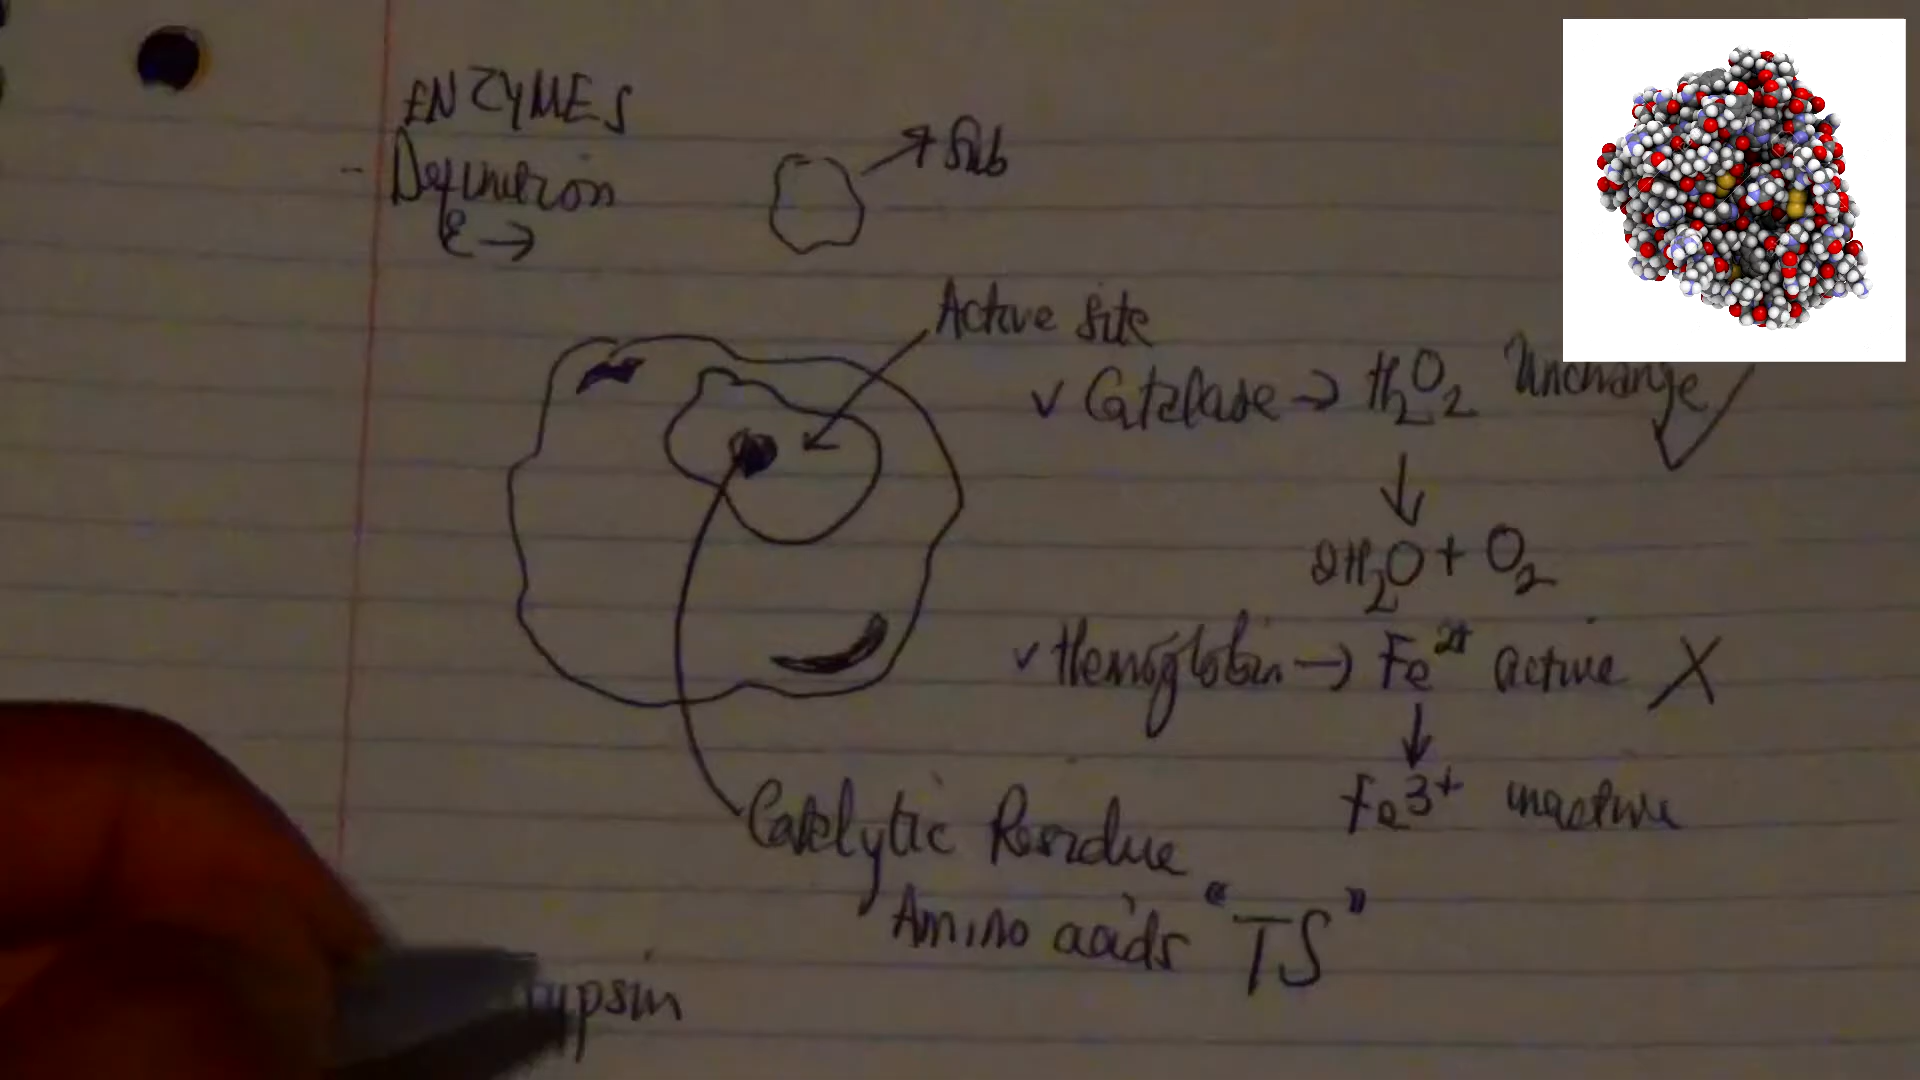 ENZYMES
- Definition
E →
→ Sub
Active Site
✓ Catalase → H2O2 Unchange ✓
↓
2H2O + O2
✓ Hemoglobin → Fe2+ active X
↓
Fe3+ inactive
Catalytic Residue
Amino acids "TS"
rypsin